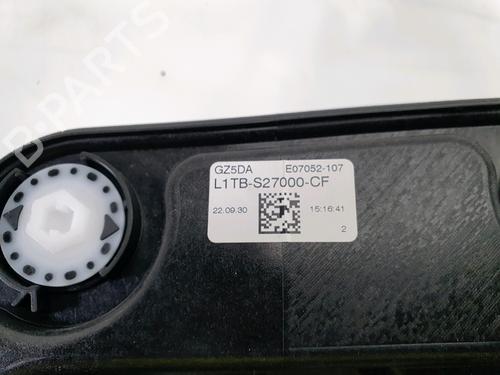 B-PARTS
GZ5DA E07052-107
L1TB-S27000-CF
22.09.30 15:16:41
2